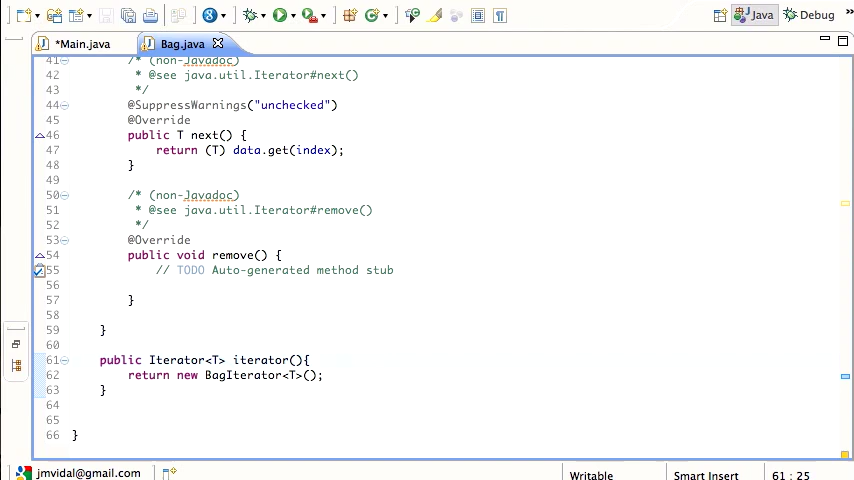 Java
Debug
*Main.java
Bag.java
41 /* (non-Javadoc)
42 * @see java.util.Iterator#next()
43 */
44 @SuppressWarnings("unchecked")
45 @Override
46 public T next() {
47 return (T) data.get(index);
48 }
49
50 /* (non-Javadoc)
51 * @see java.util.Iterator#remove()
52 */
53 @Override
54 public void remove() {
55 // TODO Auto-generated method stub
56
57 }
58
59 }
60
61 public Iterator<T> iterator(){
62 return new BagIterator<T>();
63 }
64
65
66 }
jmvidal@gmail.com
Writable
Smart Insert
61 : 25